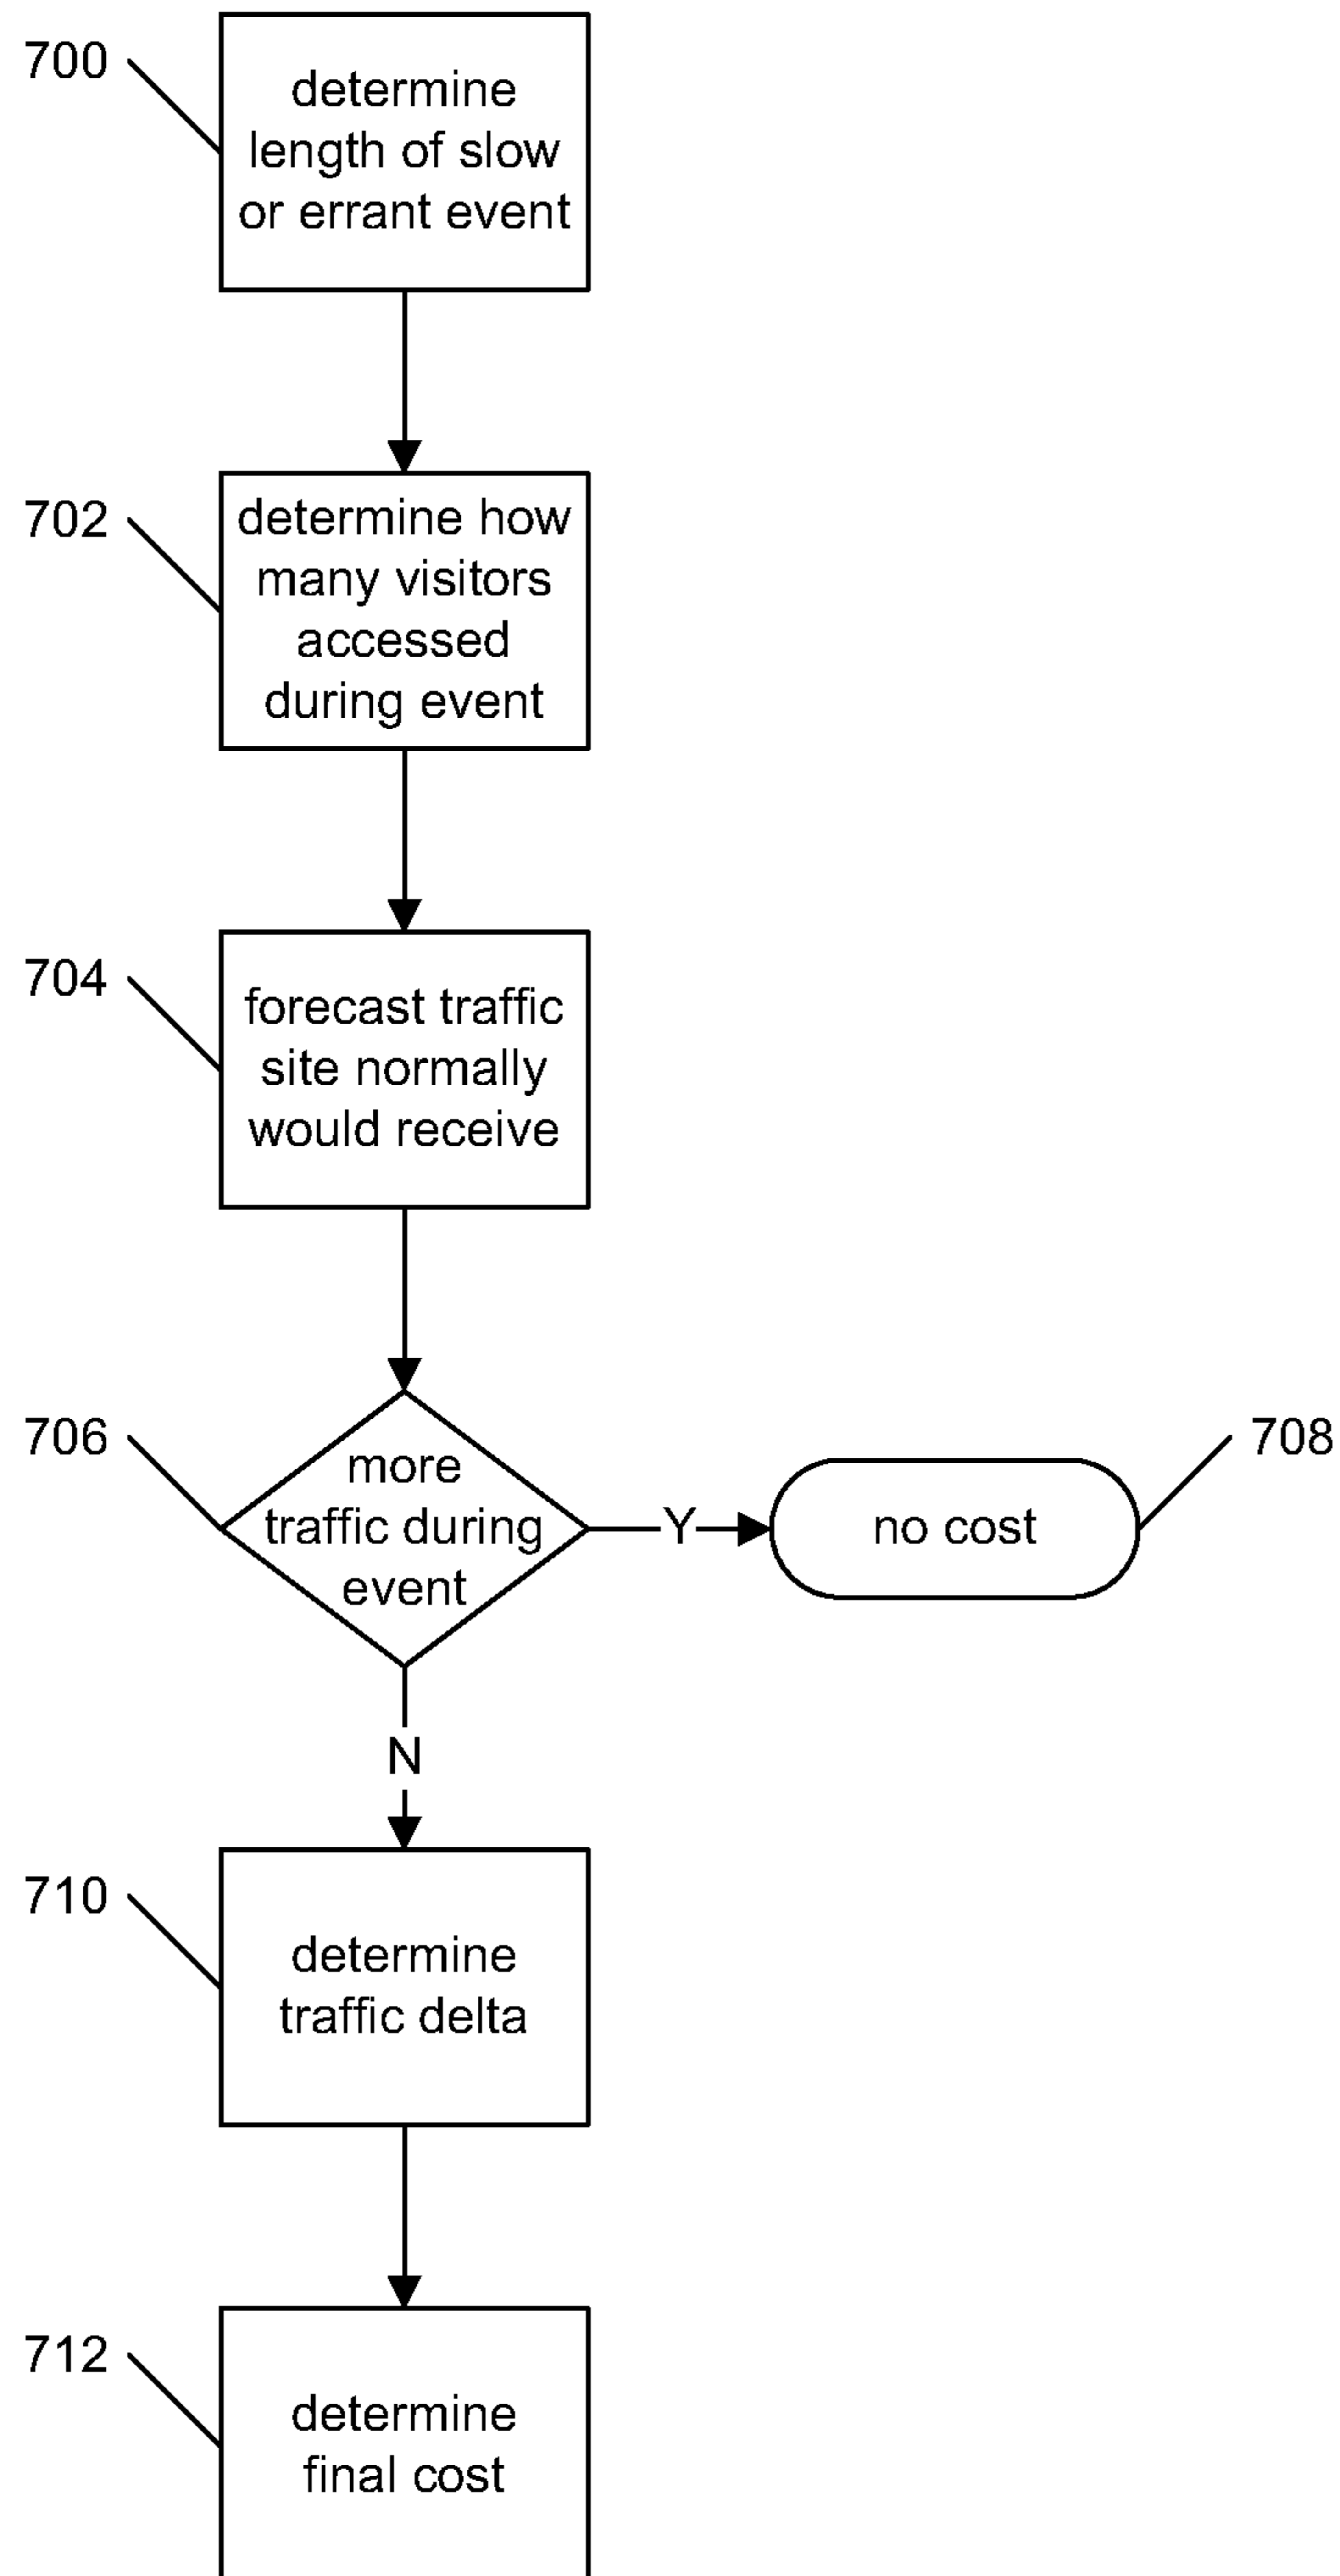 700
determine
length of slow
or errant event
702
determine how
many visitors
accessed
during event
704
forecast traffic
site normally
would receive
706
more
traffic during
event
Y
no cost
708
N
710
determine
traffic delta
712
determine
final cost